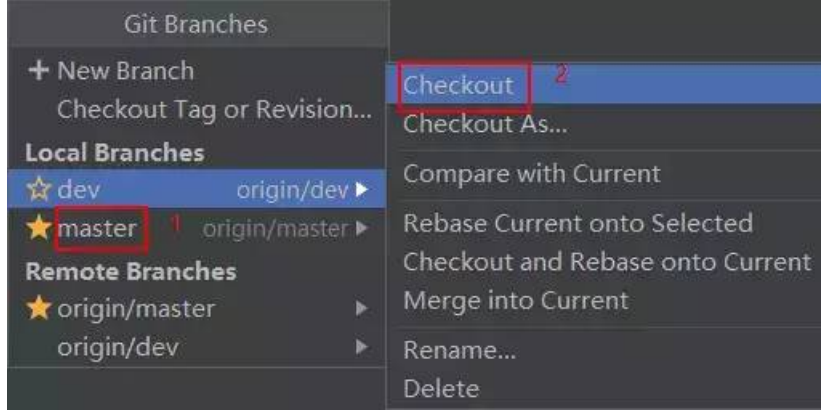 Git Branches
+ New Branch
Checkout Tag or Revision...
Local Branches
dev origin/dev
master 1 origin/master
Remote Branches
origin/master
origin/dev
Checkout 2
Checkout As...
Compare with Current
Rebase Current onto Selected
Checkout and Rebase onto Current
Merge into Current
Rename...
Delete